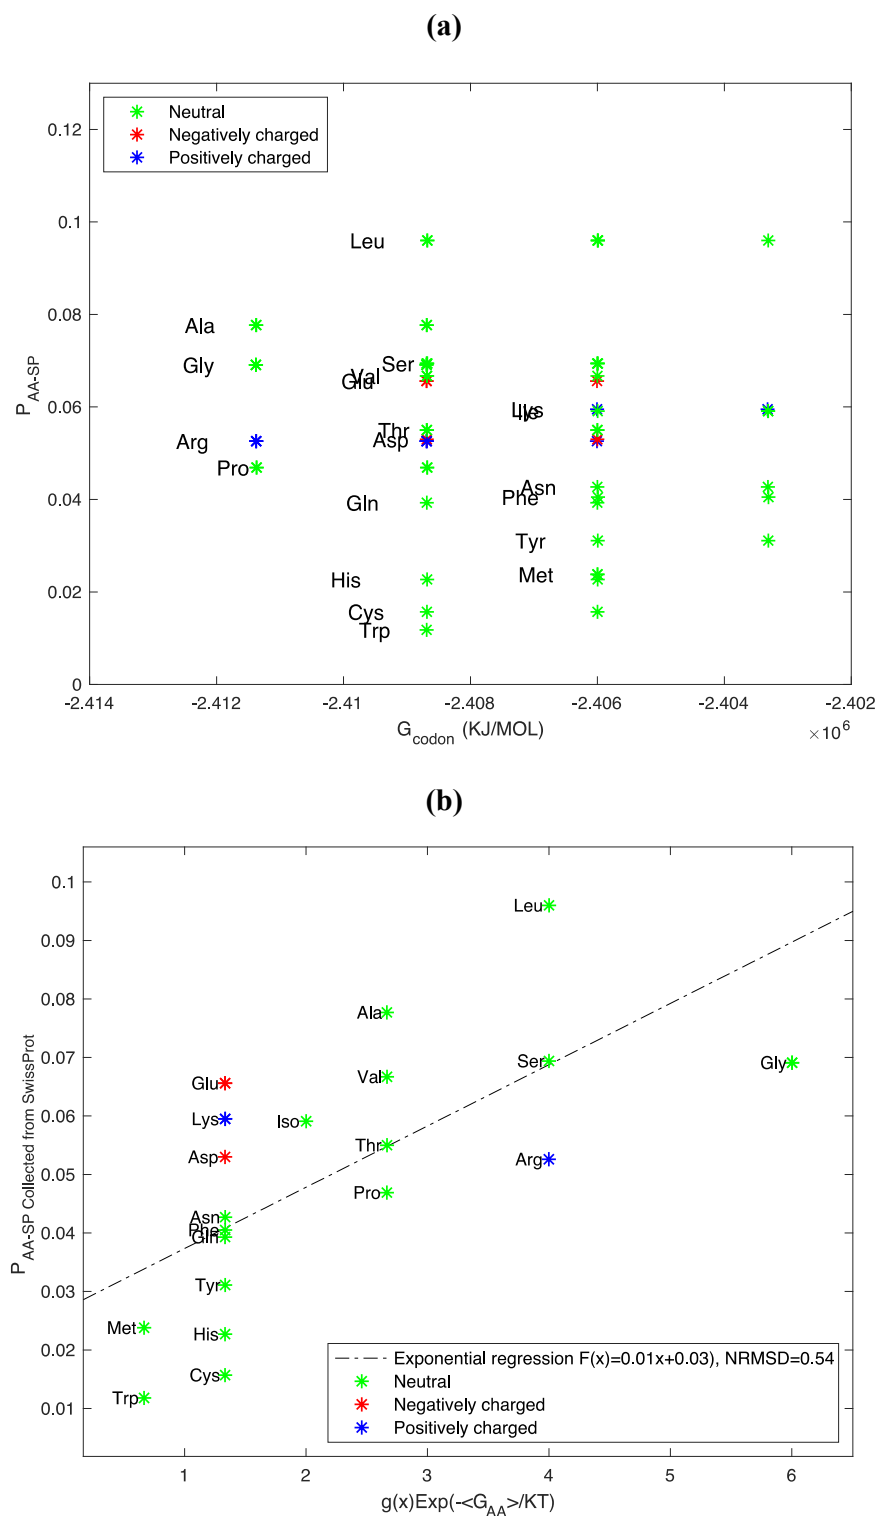 (a)
Neutral
Negatively charged
Positively charged
0.12
0.1
0.08
0.06
0.04
0.02
0
P_AA-SP
Leu
Ala
Gly
Ser
Val
Glu
Lys
Ile
Arg
Thr
Asp
Pro
Gln
Asn
Phe
Tyr
His
Met
Cys
Trp
-2.414 -2.412 -2.41 -2.408 -2.406 -2.404 -2.402
G_codon (KJ/MOL)
×10^6
(b)
0.1
0.09
0.08
0.07
0.06
0.05
0.04
0.03
0.02
0.01
P_AA-SP Collected from SwissProt
Leu
Ala
Val
Ser
Gly
Glu
Lys
Iso
Asp
Thr
Arg
Pro
Asn
Phe
Gln
Tyr
Met
His
Cys
Trp
Exponential regression F(x)=0.01x+0.03), NRMSD=0.54
Neutral
Negatively charged
Positively charged
1 2 3 4 5 6
g(x)Exp(-<G_AA>/KT)